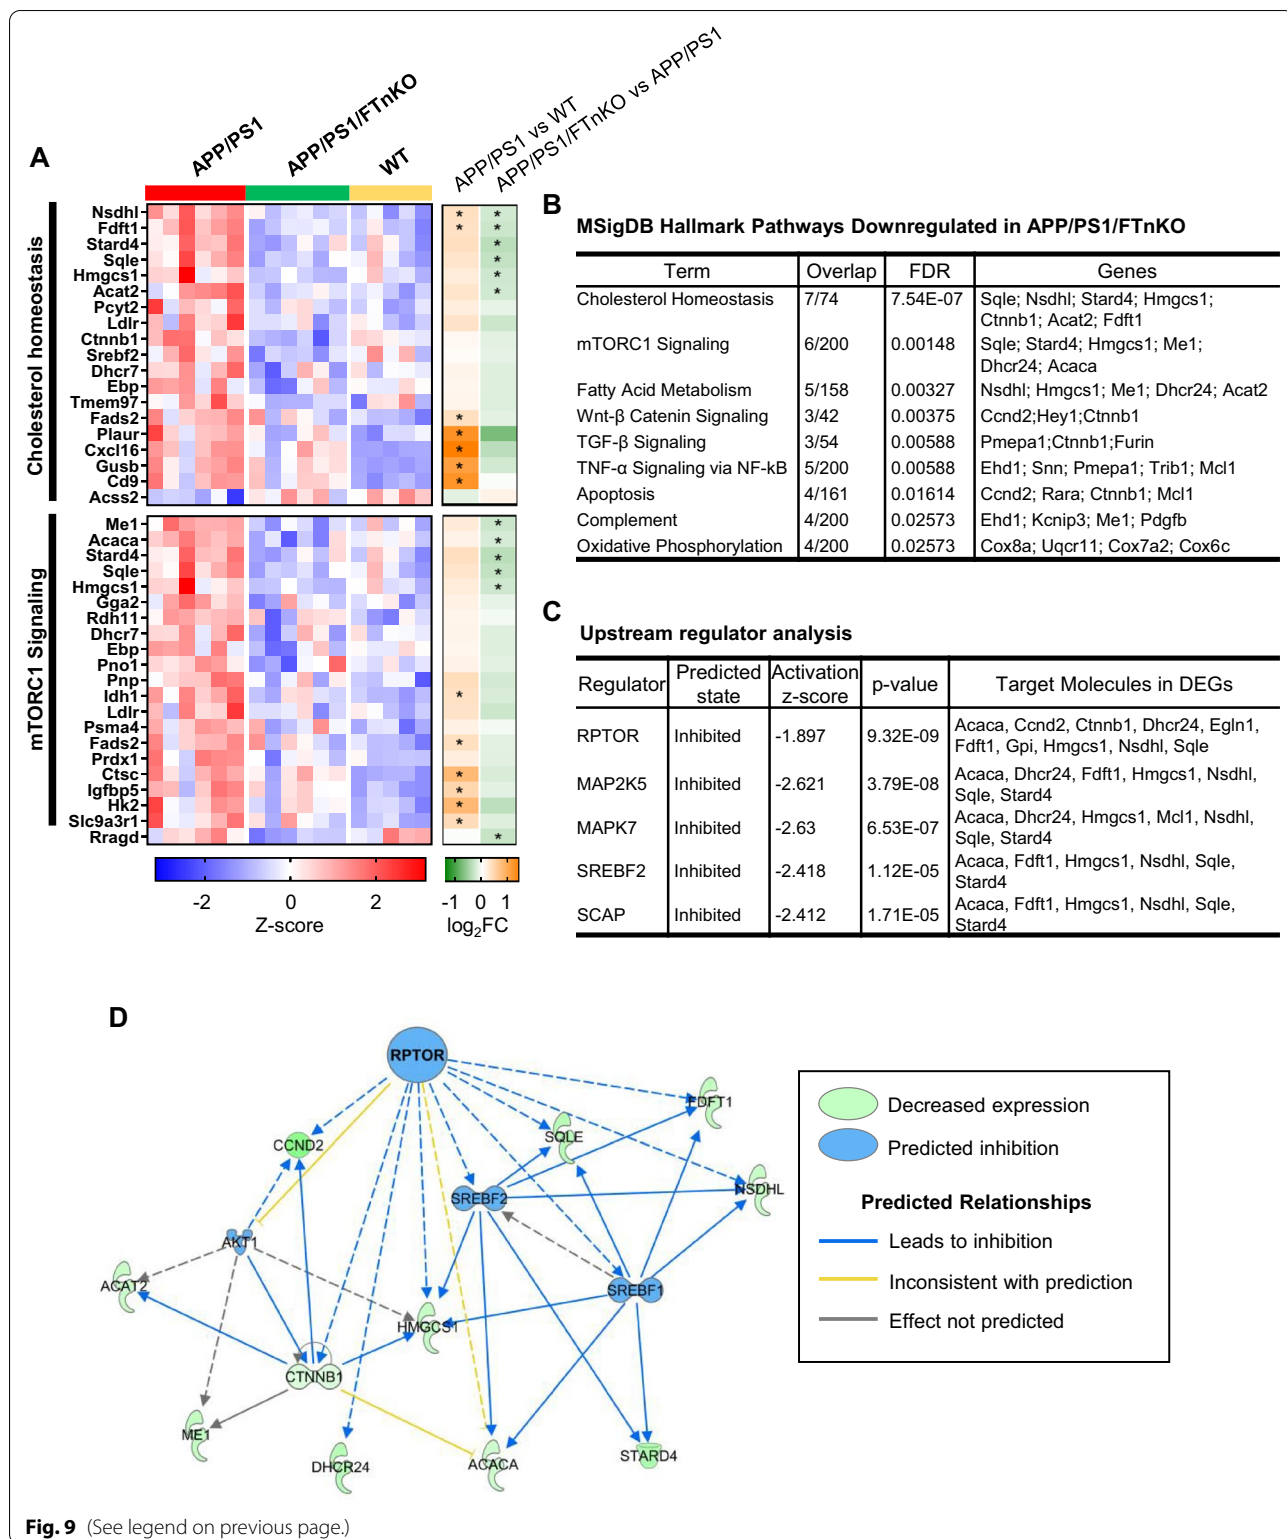 A
APP/PS1
APP/PS1/FTnKO
WT
APP/PS1 vs WT
APP/PS1/FTnKO vs APP/PS1
Cholesterol homeostasis
Nsdhl
Fdft1
Stard4
Sqle
Hmgcs1
Acat2
Pcyt2
Ldlr
Ctnnb1
Srebf2
Dhcr7
Ebp
Tmem97
Fads2
Plaur
Cxcl16
Gusb
Cd9
Acss2
mTORC1 Signaling
Me1
Acaca
Stard4
Sqle
Hmgcs1
Gga2
Rdh11
Dhcr7
Ebp
Pno1
Pnp
Idh1
Ldlr
Psma4
Fads2
Prdx1
Ctsc
Igfbp5
Hk2
Slc9a3r1
Rragd
-2 0 2
Z-score
-1 0 1
log2FC
B
MSigDB Hallmark Pathways Downregulated in APP/PS1/FTnKO
Term Overlap FDR Genes
Cholesterol Homeostasis 7/74 7.54E-07 Sqle; Nsdhl; Stard4; Hmgcs1;
Ctnnb1; Acat2; Fdft1
mTORC1 Signaling 6/200 0.00148 Sqle; Stard4; Hmgcs1; Me1;
Dhcr24; Acaca
Fatty Acid Metabolism 5/158 0.00327 Nsdhl; Hmgcs1; Me1; Dhcr24; Acat2
Wnt-β Catenin Signaling 3/42 0.00375 Ccnd2;Hey1;Ctnnb1
TGF-β Signaling 3/54 0.00588 Pmepa1;Ctnnb1;Furin
TNF-α Signaling via NF-kB 5/200 0.00588 Ehd1; Snn; Pmepa1; Trib1; Mcl1
Apoptosis 4/161 0.01614 Ccnd2; Rara; Ctnnb1; Mcl1
Complement 4/200 0.02573 Ehd1; Kcnip3; Me1; Pdgfb
Oxidative Phosphorylation 4/200 0.02573 Cox8a; Uqcr11; Cox7a2; Cox6c
C
Upstream regulator analysis
Regulator Predicted state Activation z-score p-value Target Molecules in DEGs
RPTOR Inhibited -1.897 9.32E-09 Acaca, Ccnd2, Ctnnb1, Dhcr24, Egln1,
Fdft1, Gpi, Hmgcs1, Nsdhl, Sqle
MAP2K5 Inhibited -2.621 3.79E-08 Acaca, Dhcr24, Fdft1, Hmgcs1, Nsdhl,
Sqle, Stard4
MAPK7 Inhibited -2.63 6.53E-07 Acaca, Dhcr24, Hmgcs1, Mcl1, Nsdhl,
Sqle, Stard4
SREBF2 Inhibited -2.418 1.12E-05 Acaca, Fdft1, Hmgcs1, Nsdhl, Sqle,
Stard4
SCAP Inhibited -2.412 1.71E-05 Acaca, Fdft1, Hmgcs1, Nsdhl, Sqle,
Stard4
D
RPTOR
FDFT1
SQLE
CCND2
NSDHL
SREBF2
AKT1
ACAT2
SREBF1
HMGCS1
CTNNB1
ME1
DHCR24
ACACA
STARD4
Decreased expression
Predicted inhibition
Predicted Relationships
Leads to inhibition
Inconsistent with prediction
Effect not predicted
Fig. 9 (See legend on previous page.)